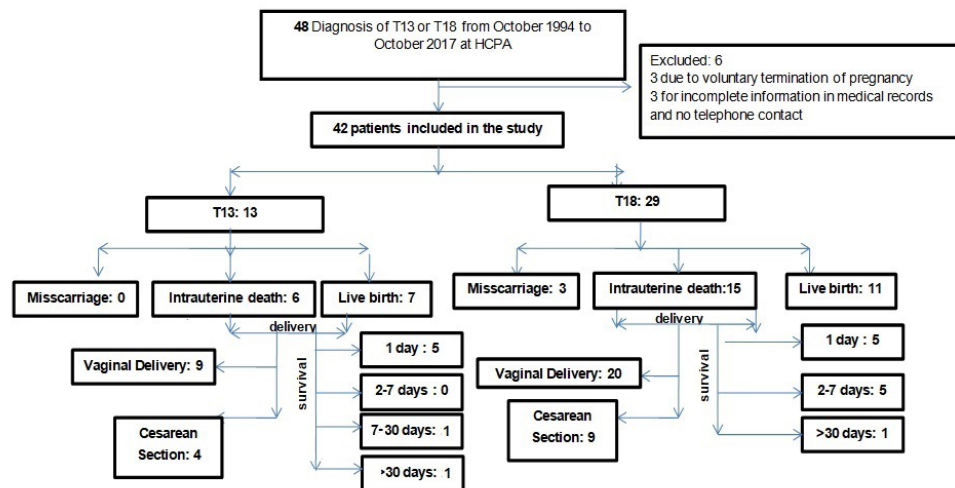 48 Diagnosis of T13 or T18 from October 1994 to
October 2017 at HCPA
Excluded: 6
3 due to voluntary termination of pregnancy
3 for incomplete information in medical records
and no telephone contact
42 patients included in the study
T13: 13
T18: 29
Misscarriage: 0
Intrauterine death: 6
Live birth: 7
Misscarriage: 3
Intrauterine death:15
Live birth: 11
delivery
delivery
Vaginal Delivery: 9
survival
1 day : 5
2-7 days : 0
7-30 days: 1
>30 days: 1
Cesarean
Section: 4
Vaginal Delivery: 20
survival
1 day : 5
2-7 days: 5
>30 days: 1
Cesarean
Section: 9